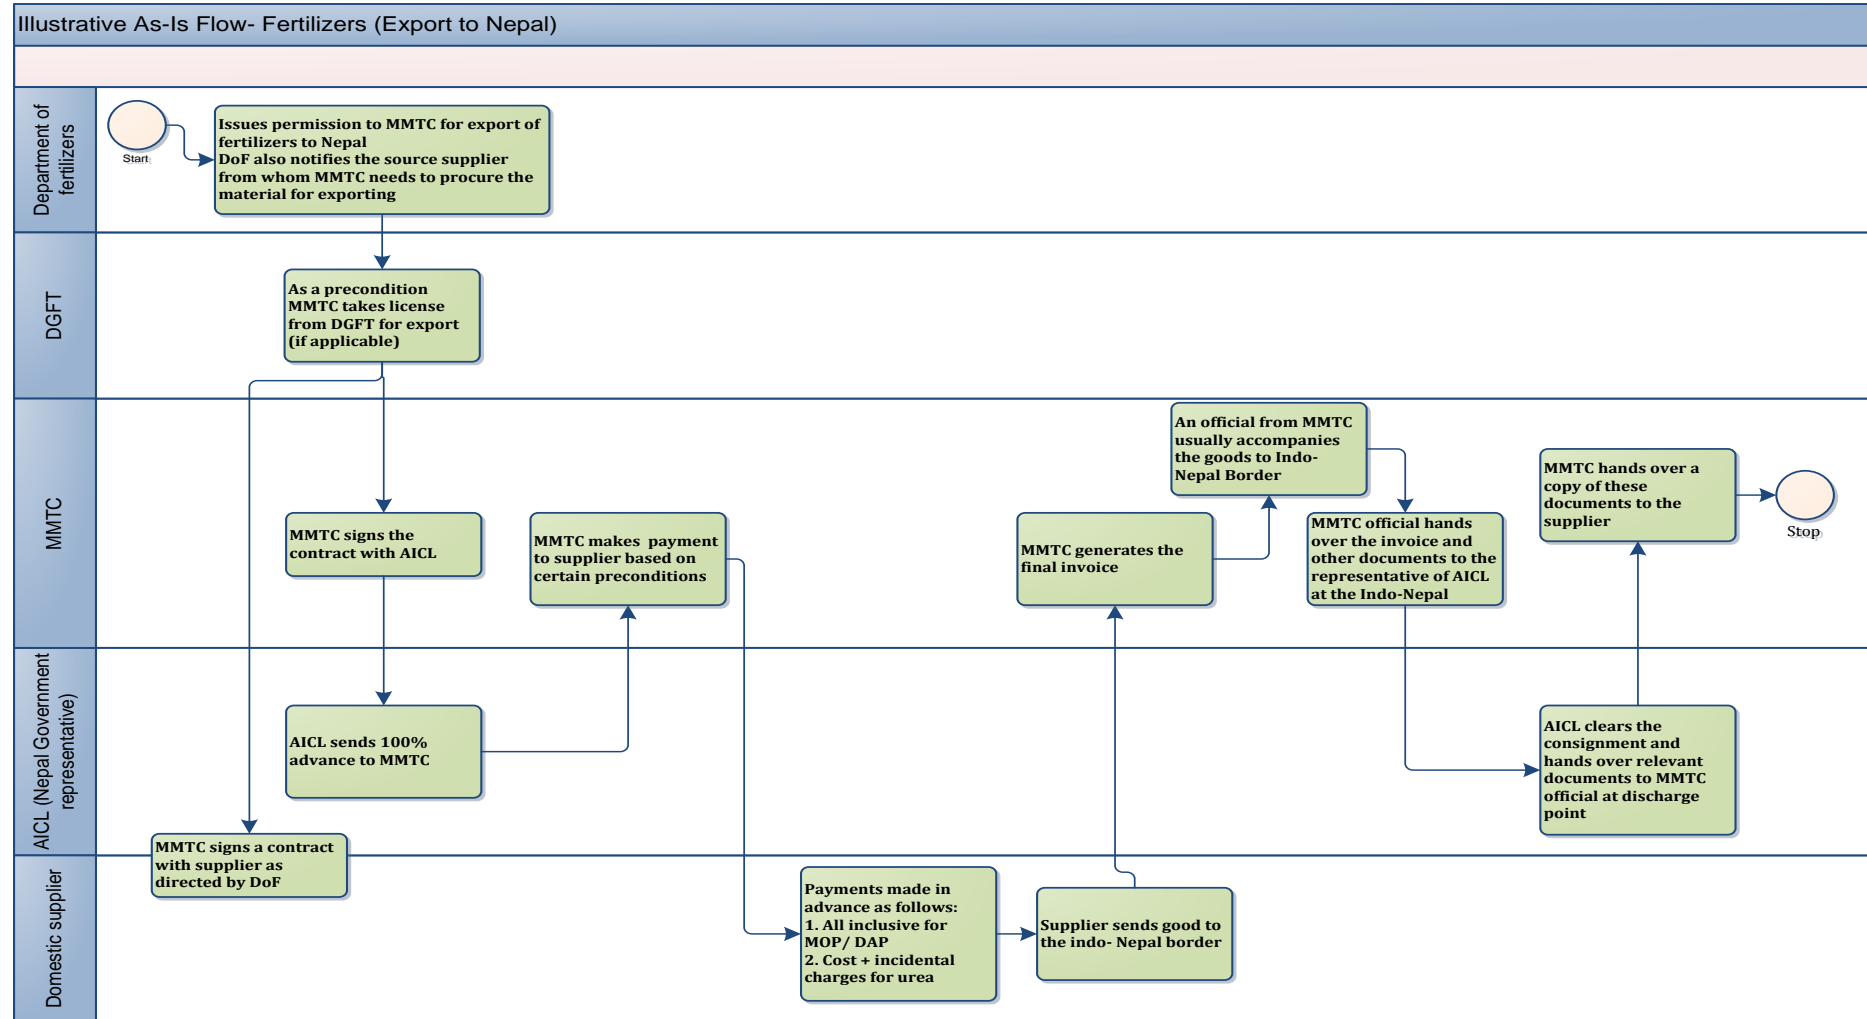 Illustrative As-Is Flow- Fertilizers (Export to Nepal)
Department of
fertilizers
Start
Issues permission to MMTC for export of
fertilizers to Nepal
DoF also notifies the source supplier
from whom MMTC needs to procure the
material for exporting
DGFT
As a precondition
MMTC takes license
from DGFT for export
(if applicable)
MMTC
MMTC signs the
contract with AICL
MMTC makes payment
to supplier based on
certain preconditions
MMTC generates the
final invoice
An official from MMTC
usually accompanies
the goods to Indo-
Nepal Border
MMTC official hands
over the invoice and
other documents to the
representative of AICL
at the Indo-Nepal
MMTC hands over a
copy of these
documents to the
supplier
Stop
AICL (Nepal Government
representative)
AICL sends 100%
advance to MMTC
AICL clears the
consignment and
hands over relevant
documents to MMTC
official at discharge
point
MMTC signs a contract
with supplier as
directed by DoF
Domestic supplier
Payments made in
advance as follows:
1. All inclusive for
MOP/ DAP
2. Cost + incidental
charges for urea
Supplier sends good to
the indo- Nepal border